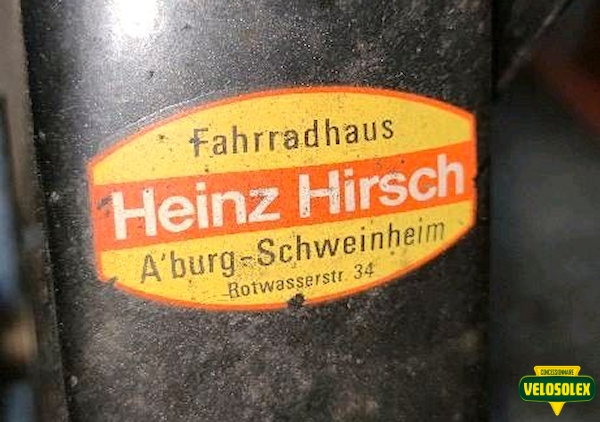 Fahrradhaus
Heinz Hirsch
A'burg-Schweinheim
Rotwasserstr. 34
CONCESSIONNAIRE
VELOSOLEX